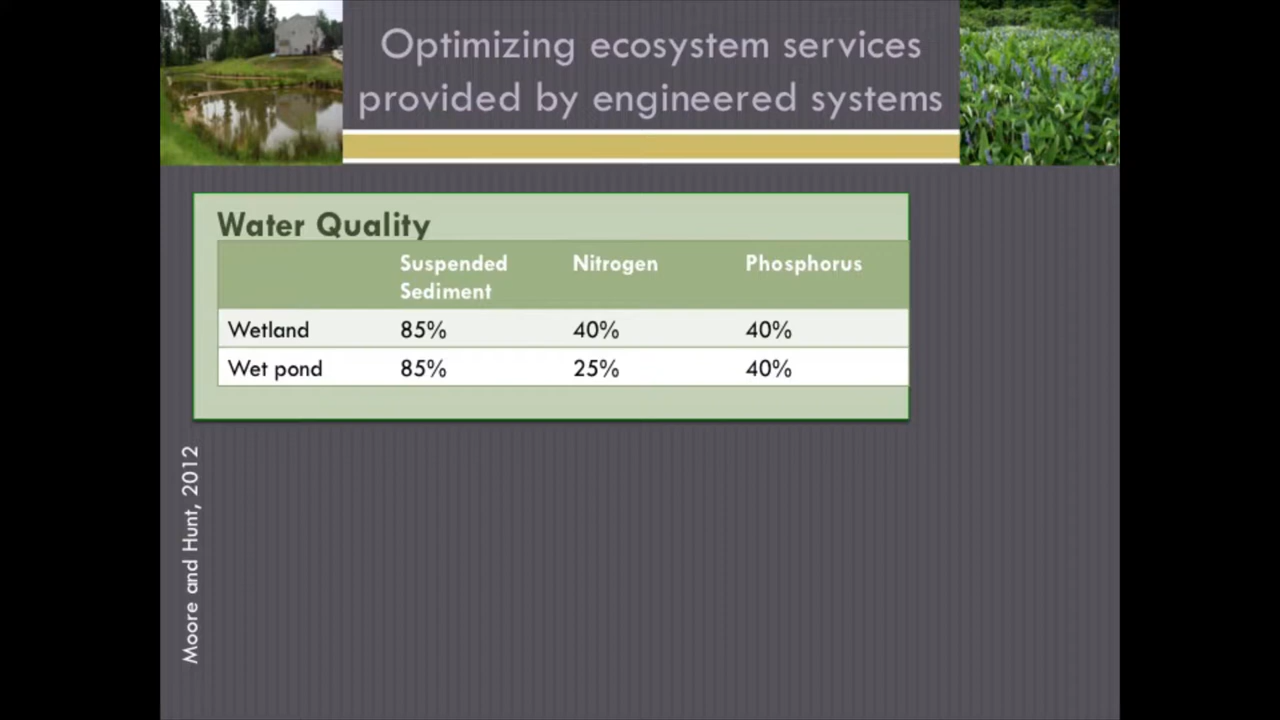 Optimizing ecosystem services
provided by engineered systems
Water Quality
Suspended Sediment Nitrogen Phosphorus
Wetland 85% 40% 40%
Wet pond 85% 25% 40%
Moore and Hunt, 2012